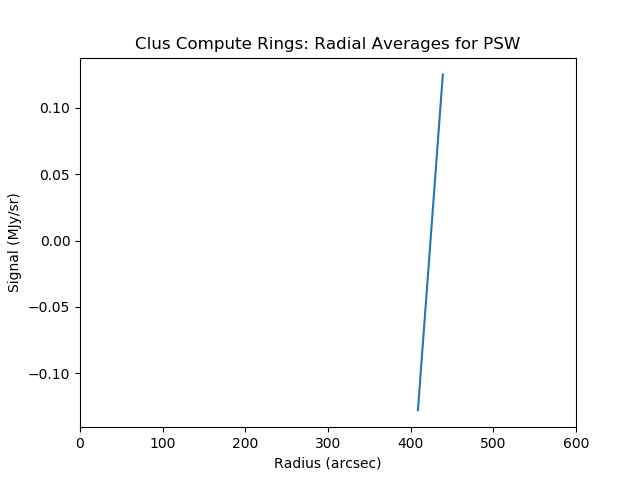 Clus Compute Rings: Radial Averages for PSW
0.10
0.05
0.00
−0.05
−0.10
Signal (MJy/sr)
0 100 200 300 400 500 600
Radius (arcsec)